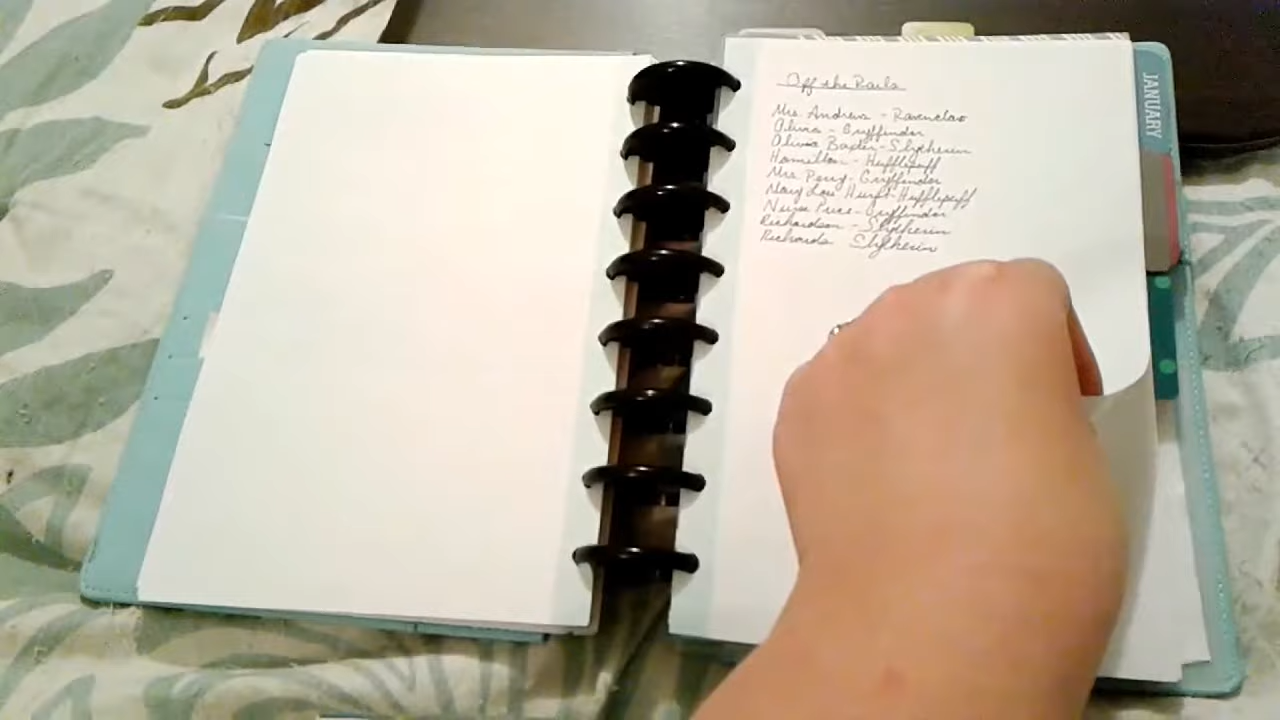 Off the Rails
Mrs. Andrews - Ravenclaw
Olivia - Gryffindor
Olivia Baxter - Slytherin
Hamilton - Hufflepuff
Mrs. Perry - Gryffindor
Mary Lou Hurst - Hufflepuff
Nurse Price - Gryffindor
Richardson - Slytherin
Richards Slytherin
JANUARY